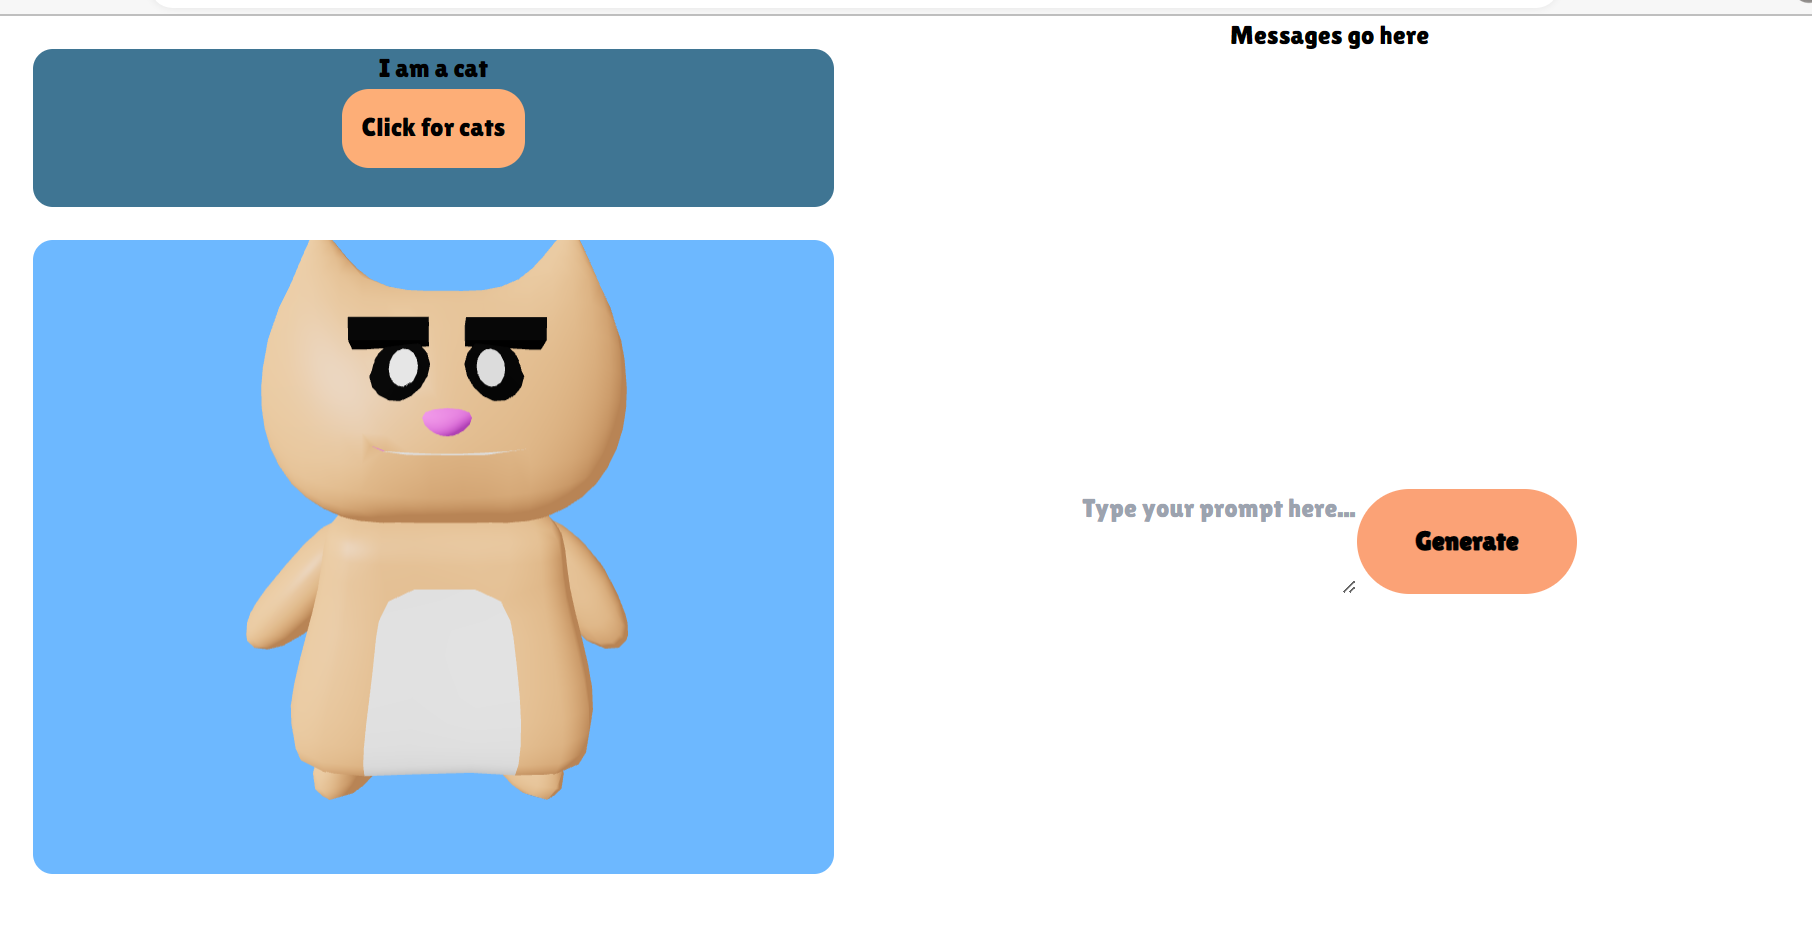 I am a cat
Click for cats
Messages go here
Type your prompt here...
Generate